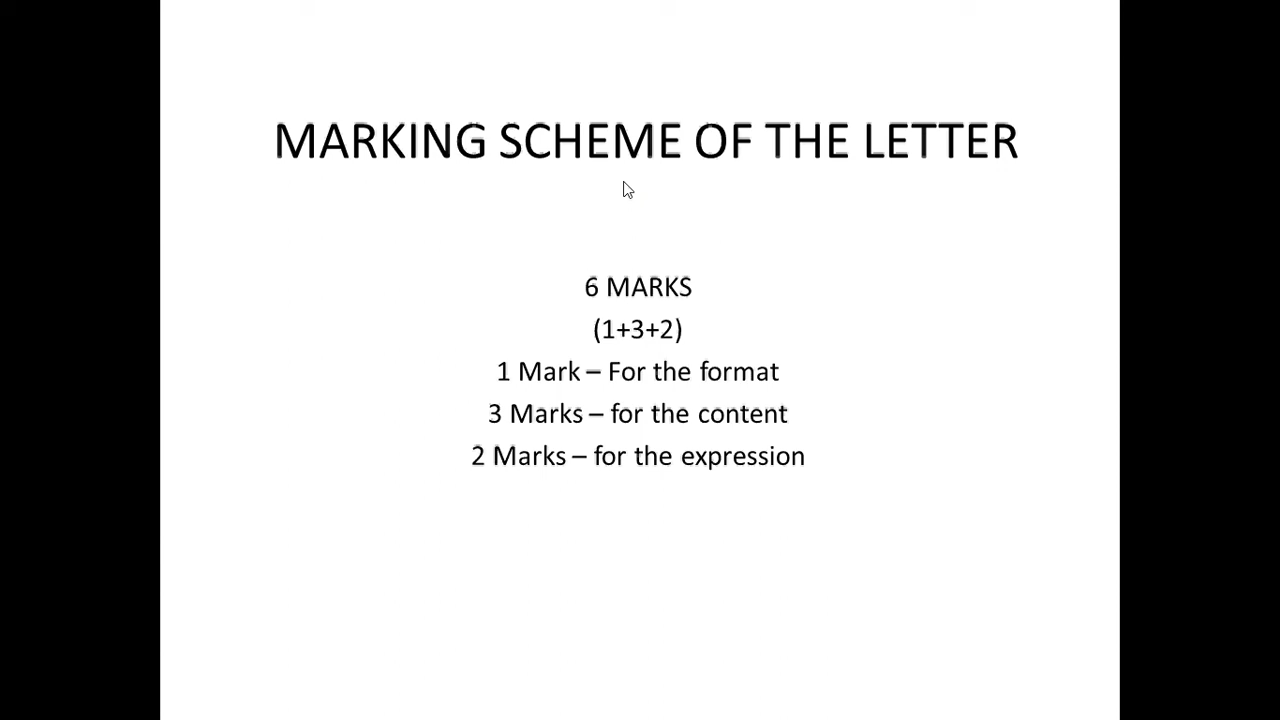 MARKING SCHEME OF THE LETTER
6 MARKS
(1+3+2)
1 Mark – For the format
3 Marks – for the content
2 Marks – for the expression